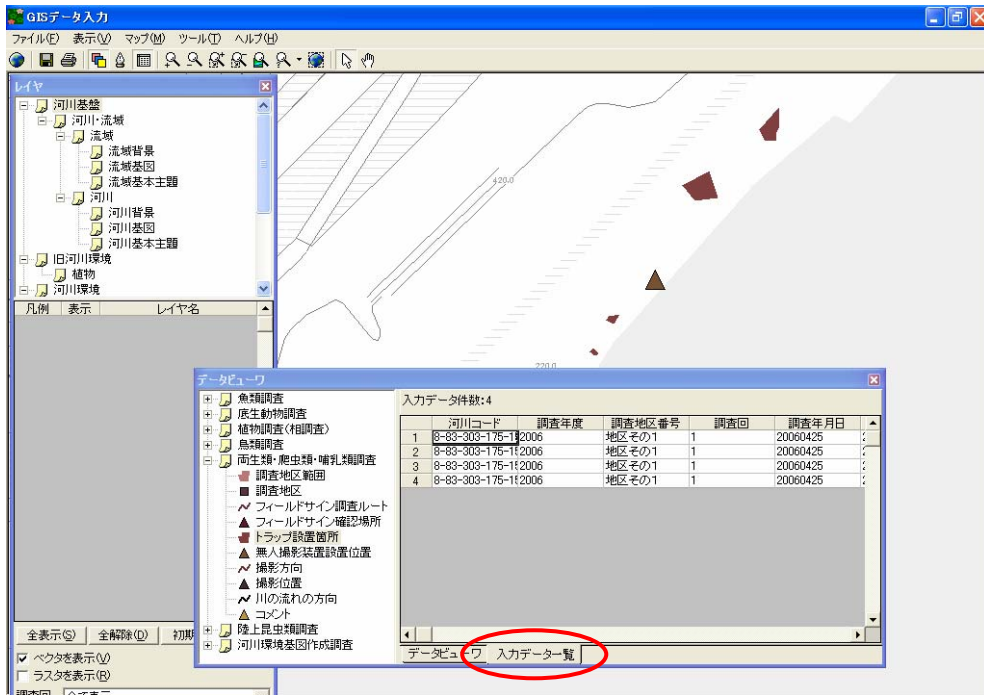 GISデータ入力
ファイル(F) 表示(V) マップ(M) ツール(T) ヘルプ(H)
レイヤ
河川基盤
河川・流域
流域
流域背景
流域基図
流域基本主題
河川
河川背景
河川基図
河川基本主題
旧河川環境
植物
河川環境
凡例 表示 レイヤ名
420.0
220.0
データビューワ
魚類調査
底生動物調査
植物調査(相調査)
鳥類調査
両生類・爬虫類・哺乳類調査
調査地区範囲
調査地区
フィールドサイン調査ルート
フィールドサイン確認場所
トラップ設置箇所
無人撮影装置設置位置
撮影方向
撮影位置
川の流れの方向
コメント
陸上昆虫類調査
河川環境基図作成調査
入力データ件数:4
河川コード 調査年度 調査地区番号 調査回 調査年月日
1 8-83-303-175-1 2006 地区その1 1 20060425
2 8-83-303-175-1 2006 地区その1 1 20060425
3 8-83-303-175-1 2006 地区その1 1 20060425
4 8-83-303-175-1 2006 地区その1 1 20060425
データビューワ 入力データ一覧
全表示(S) 全解除(D) 初期
ベクタを表示(V)
ラスタを表示(R)
調査回 全て表示